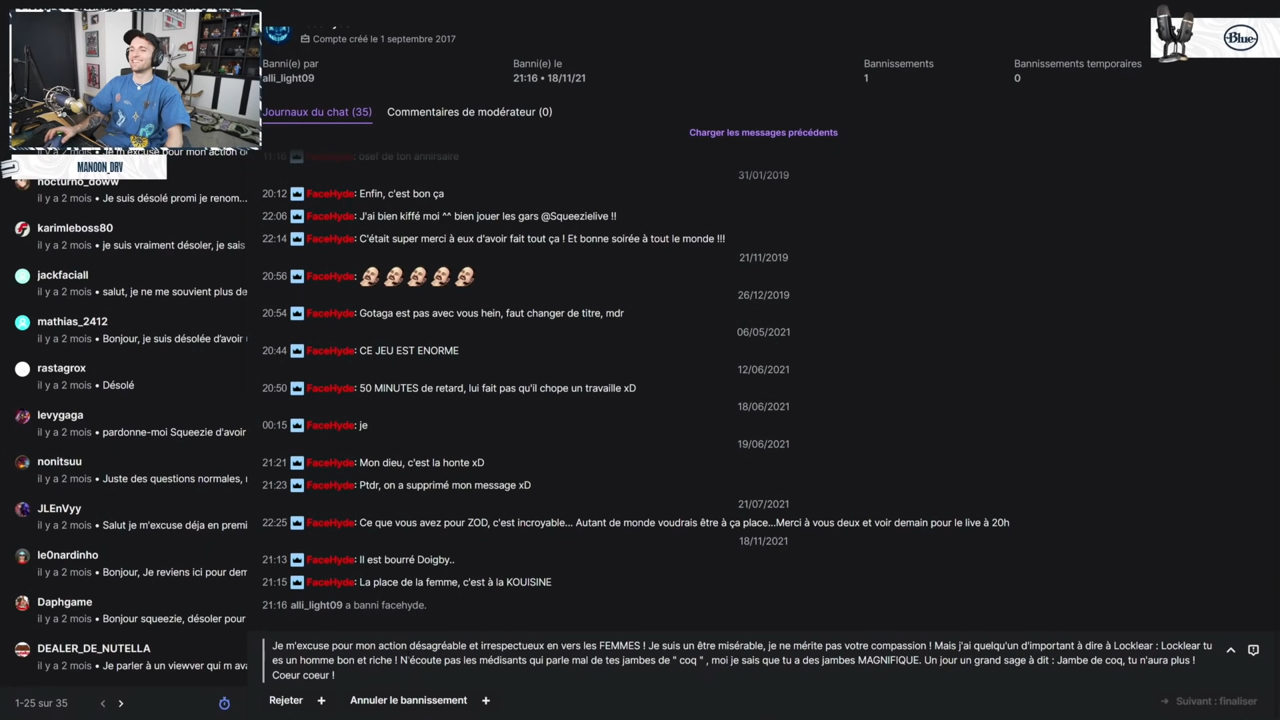 Compte créé le 1 septembre 2017
Banni(e) par
alli_light09
Banni(e) le
21:16 • 18/11/21
Bannissements
1
Bannissements temporaires
0
Blue
Journaux du chat (35)
Commentaires de modérateur (0)
Charger les messages précédents
MANOON_DRV
• Je m'excuse pour mon action de
nocturno_doww
il y a 2 mois • Je suis désolé promi je renom...
karimleboss80
il y a 2 mois • je suis vraiment désoler, je sais
jackfaciall
il y a 2 mois • salut, je ne me souvient plus de
mathias_2412
il y a 2 mois • Bonjour, je suis désolée d'avoir
rastagrox
il y a 2 mois • Désolé
levygaga
il y a 2 mois • pardonne-moi Squeezie d'avoir
nonitsuu
il y a 2 mois • Juste des questions normales,
JLEnVyy
il y a 2 mois • Salut je m'excuse déja en premi
le0nardinho
il y a 2 mois • Bonjour, Je reviens ici pour dem
Daphgame
il y a 2 mois • Bonjour squeezie, désoler pour
DEALER_DE_NUTELLA
il y a 2 mois • Je parler à un viewver qui m ava
1-25 sur 35
11:16 FaceHyde: osef de ton annirsaire
31/01/2019
20:12 FaceHyde: Enfin, c'est bon ça
22:06 FaceHyde: J'ai bien kiffé moi ^^ bien jouer les gars @Squeezielive !!
22:14 FaceHyde: C'était super merci à eux d'avoir fait tout ça ! Et bonne soirée à tout le monde !!!
21/11/2019
20:56 FaceHyde:
26/12/2019
20:54 FaceHyde: Gotaga est pas avec vous hein, faut changer de titre, mdr
06/05/2021
20:44 FaceHyde: CE JEU EST ENORME
12/06/2021
20:50 FaceHyde: 50 MINUTES de retard, lui fait pas qu'il chope un travaille xD
18/06/2021
00:15 FaceHyde: je
19/06/2021
21:21 FaceHyde: Mon dieu, c'est la honte xD
21:23 FaceHyde: Ptdr, on a supprimé mon message xD
21/07/2021
22:25 FaceHyde: Ce que vous avez pour ZOD, c'est incroyable... Autant de monde voudrais être à ça place...Merci à vous deux et voir demain pour le live à 20h
18/11/2021
21:13 FaceHyde: Il est bourré Doigby..
21:15 FaceHyde: La place de la femme, c'est à la KOUISINE
21:16 alli_light09 a banni facehyde.
Je m'excuse pour mon action désagréable et irrespectueux en vers les FEMMES ! Je suis un être misérable, je ne mérite pas votre compassion ! Mais j'ai quelqu'un d'important à dire à Locklear : Locklear tu
es un homme bon et riche ! N'écoute pas les médisants qui parle mal de tes jambes de " coq " , moi je sais que tu a des jambes MAGNIFIQUE. Un jour un grand sage à dit : Jambe de coq, tu n'aura plus !
Coeur coeur !
Rejeter +
Annuler le bannissement +
Suivant : finaliser